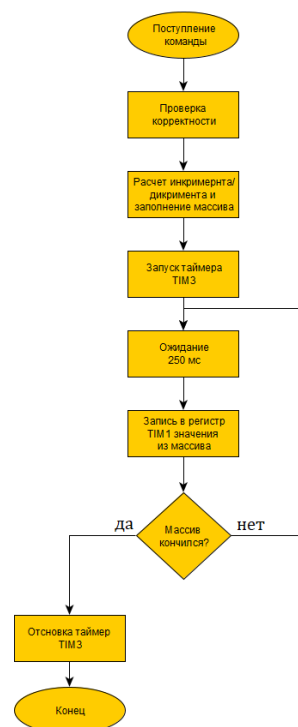 Поступление
команды
Проверка
корректности
Расчет инкримернта/
дикримента и
заполнение массива
Запуск таймера
TIM3
Ожидание
250 мс
Запись в регистр
TIM1 значения
из массива
Массив
кончился?
да
нет
Отсновка таймер
TIM3
Конец